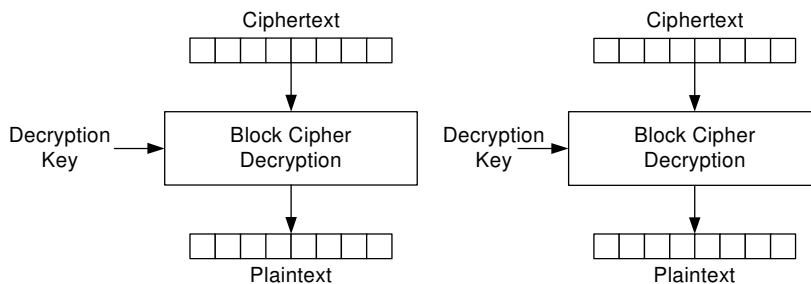 Ciphertext
Decryption
Key
Block Cipher
Decryption
Plaintext
Ciphertext
Decryption
Key
Block Cipher
Decryption
Plaintext